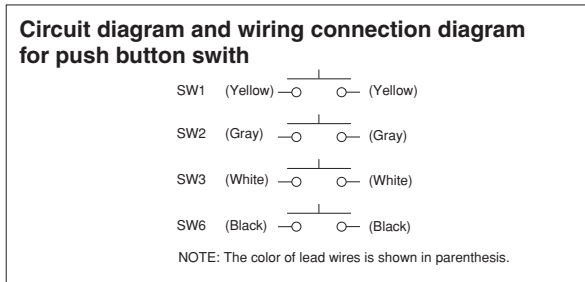 Circuit diagram and wiring connection diagram
for push button swith
SW1 (Yellow) (Yellow)
SW2 (Gray) (Gray)
SW3 (White) (White)
SW6 (Black) (Black)
NOTE: The color of lead wires is shown in parenthesis.